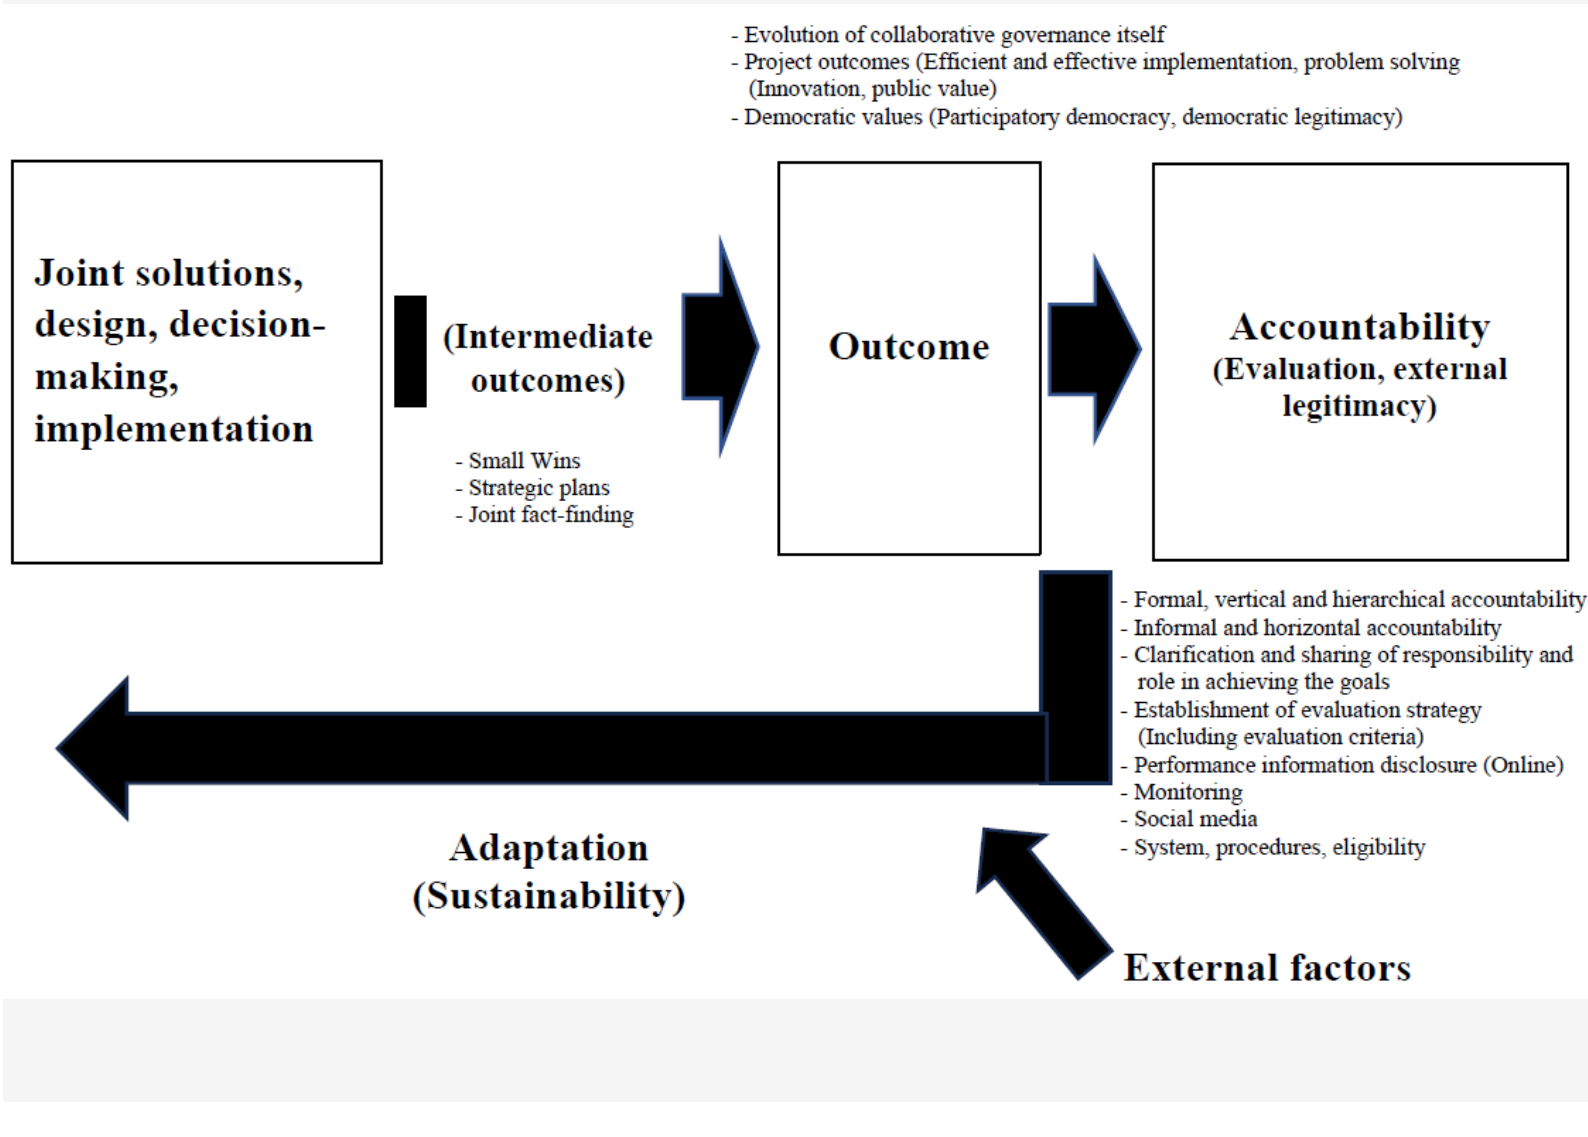 - Evolution of collaborative governance itself
- Project outcomes (Efficient and effective implementation, problem solving
(Innovation, public value)
- Democratic values (Participatory democracy, democratic legitimacy)
Joint solutions,
design, decision-
making,
implementation
(Intermediate
outcomes)
- Small Wins
- Strategic plans
- Joint fact-finding
Outcome
Accountability
(Evaluation, external
legitimacy)
- Formal, vertical and hierarchical accountability
- Informal and horizontal accountability
- Clarification and sharing of responsibility and
role in achieving the goals
- Establishment of evaluation strategy
(Including evaluation criteria)
- Performance information disclosure (Online)
- Monitoring
- Social media
- System, procedures, eligibility
Adaptation
(Sustainability)
External factors